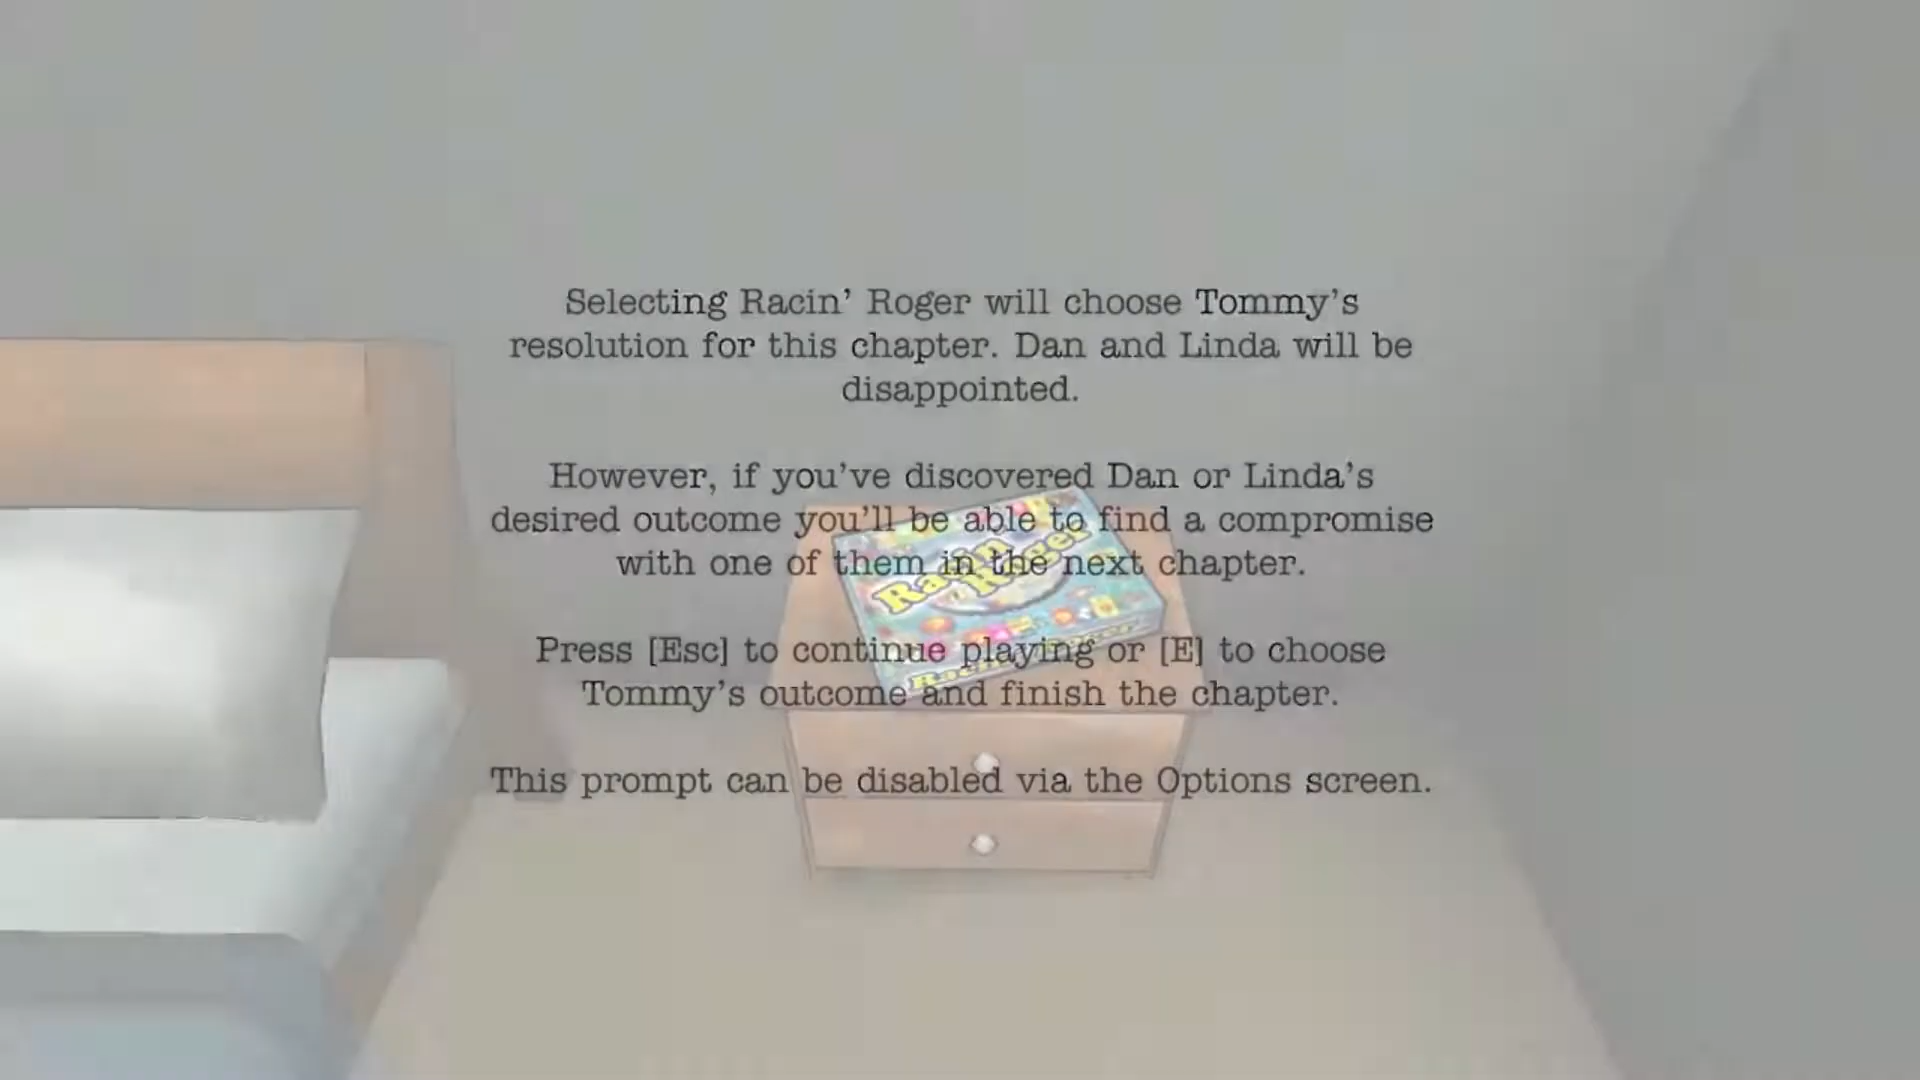 Selecting Racin’ Roger will choose Tommy’s
resolution for this chapter. Dan and Linda will be
disappointed.
However, if you’ve discovered Dan or Linda’s
desired outcome you’ll be able to find a compromise
with one of them in the next chapter.
Racin
Roger
Press [Esc] to continue playing or [E] to choose
Tommy’s outcome and finish the chapter.
This prompt can be disabled via the Options screen.